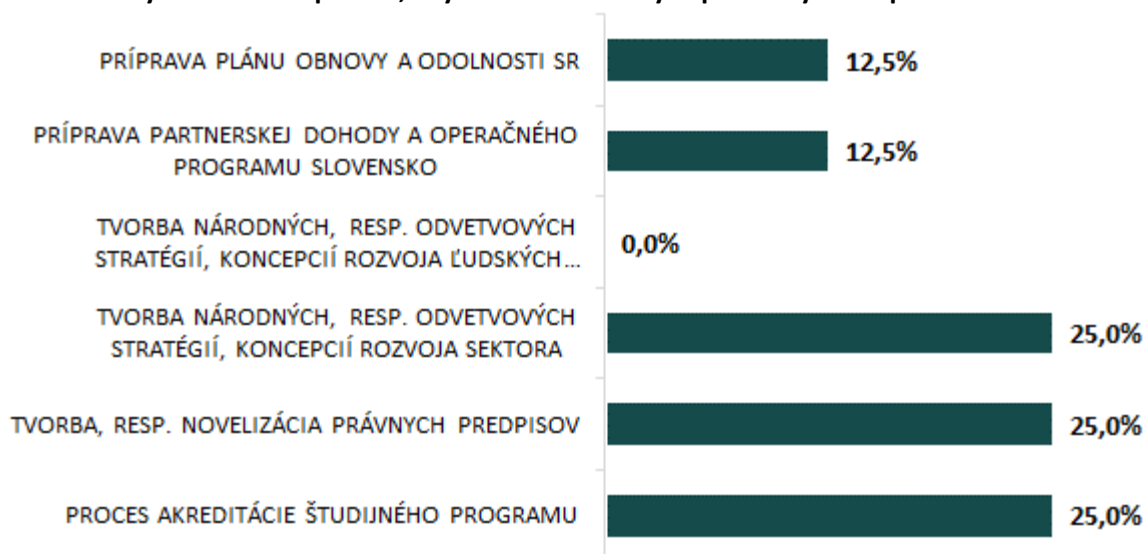 PRÍPRAVA PLÁNU OBNOVY A ODOLNOSTI SR
12,5%
PRÍPRAVA PARTNERSKEJ DOHODY A OPERAČNÉHO
PROGRAMU SLOVENSKO
12,5%
TVORBA NÁRODNÝCH, RESP. ODVETVOVÝCH
STRATÉGIÍ, KONCEPCIÍ ROZVOJA ĽUDSKÝCH...
0,0%
TVORBA NÁRODNÝCH, RESP. ODVETVOVÝCH
STRATÉGIÍ, KONCEPCIÍ ROZVOJA SEKTORA
25,0%
TVORBA, RESP. NOVELIZÁCIA PRÁVNYCH PREDPISOV
25,0%
PROCES AKREDITÁCIE ŠTUDIJNÉHO PROGRAMU
25,0%